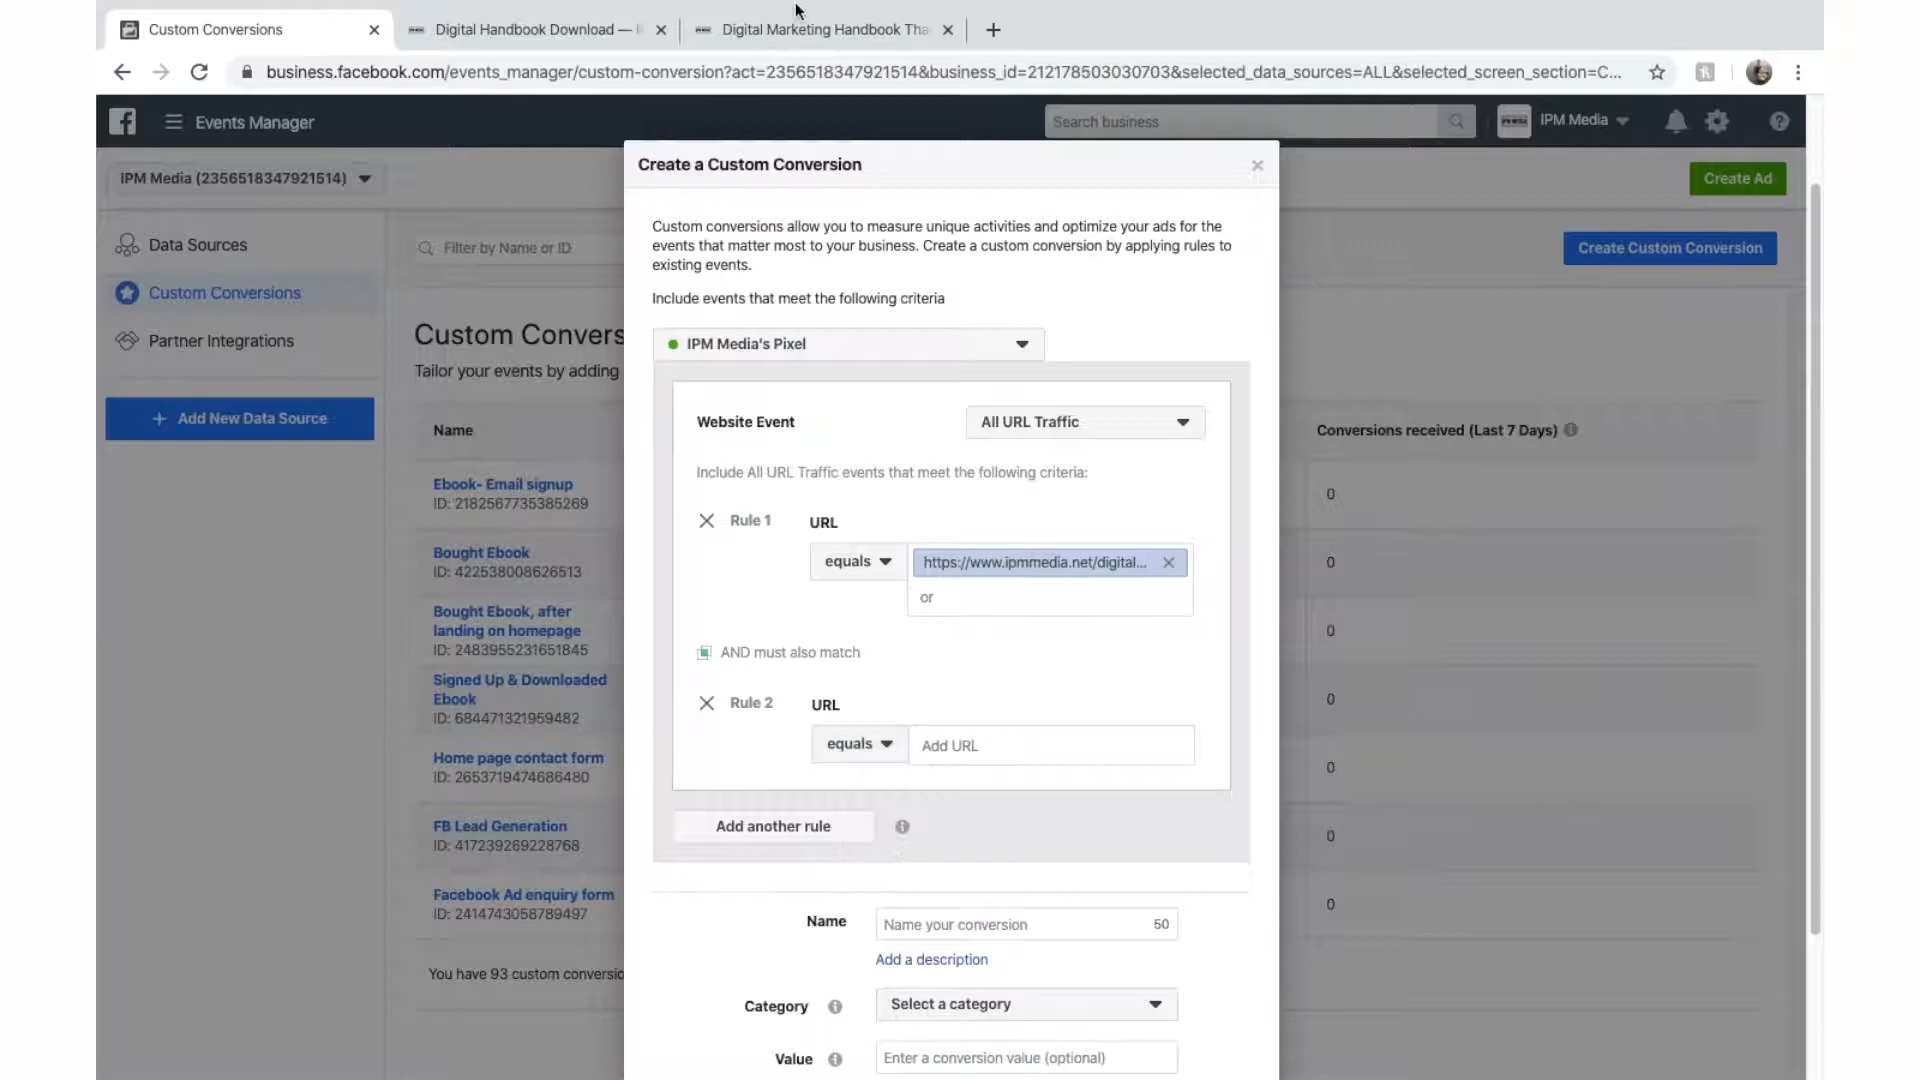 Custom Conversions
Digital Handbook Download —
Digital Marketing Handbook Tha
business.facebook.com/events_manager/custom-conversion?act=2356518347921514&business_id=212178503030703&selected_data_sources=ALL&selected_screen_section=C...
Events Manager
Search business
IPM Media
IPM Media (2356518347921514)
Create a Custom Conversion
Create Ad
Data Sources
Custom Conversions
Partner Integrations
+ Add New Data Source
Filter by Name or ID
Create Custom Conversion
Custom Convers
Tailor your events by adding
Name
Conversions received (Last 7 Days)
Ebook- Email signup
ID: 2182567735385269
0
Bought Ebook
ID: 422538008626513
0
Bought Ebook, after
landing on homepage
ID: 2483955231651845
0
Signed Up & Downloaded
Ebook
ID: 684471321959482
0
Home page contact form
ID: 2653719474686480
0
FB Lead Generation
ID: 417239269228768
0
Facebook Ad enquiry form
ID: 2414743058789497
0
You have 93 custom conversio
Custom conversions allow you to measure unique activities and optimize your ads for the
events that matter most to your business. Create a custom conversion by applying rules to
existing events.
Include events that meet the following criteria
IPM Media's Pixel
Website Event
All URL Traffic
Include All URL Traffic events that meet the following criteria:
Rule 1
URL
equals
https://www.ipmmedia.net/digital...
or
AND must also match
Rule 2
URL
equals
Add URL
Add another rule
Name
Name your conversion
50
Add a description
Category
Select a category
Value
Enter a conversion value (optional)